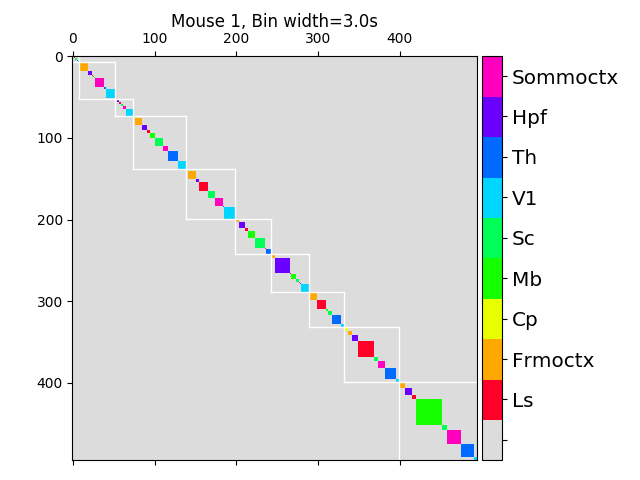 Mouse 1, Bin width=3.0s
0 100 200 300 400
0
100
200
300
400
Sommoctx
Hpf
Th
V1
Sc
Mb
Cp
Frmoctx
Ls